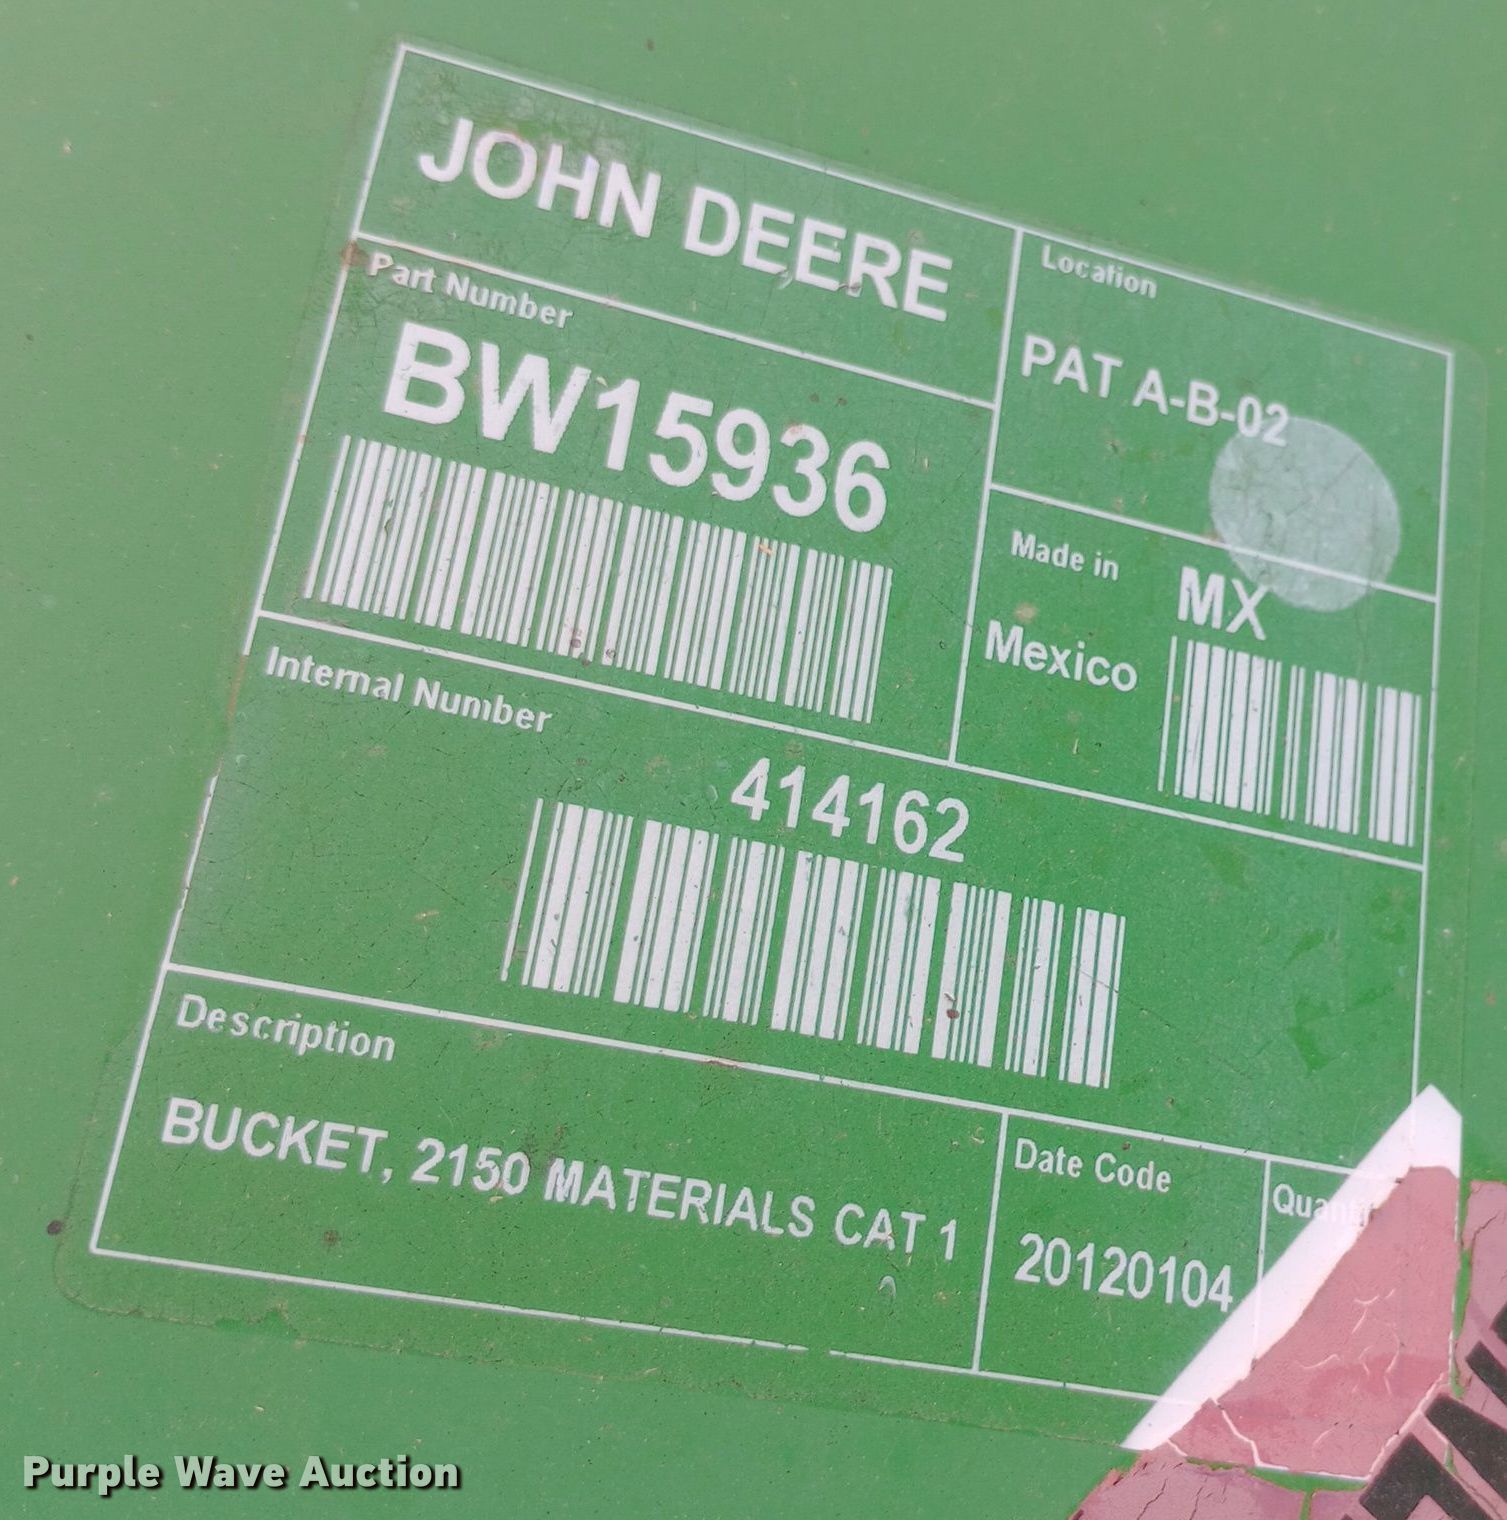 JOHN DEERE
Location
PAT A-B-02
Part Number
BW15936
Made in
Mexico
MX
Internal Number
414162
Description
BUCKET, 2150 MATERIALS CAT 1
Date Code
20120104
Purple Wave Auction